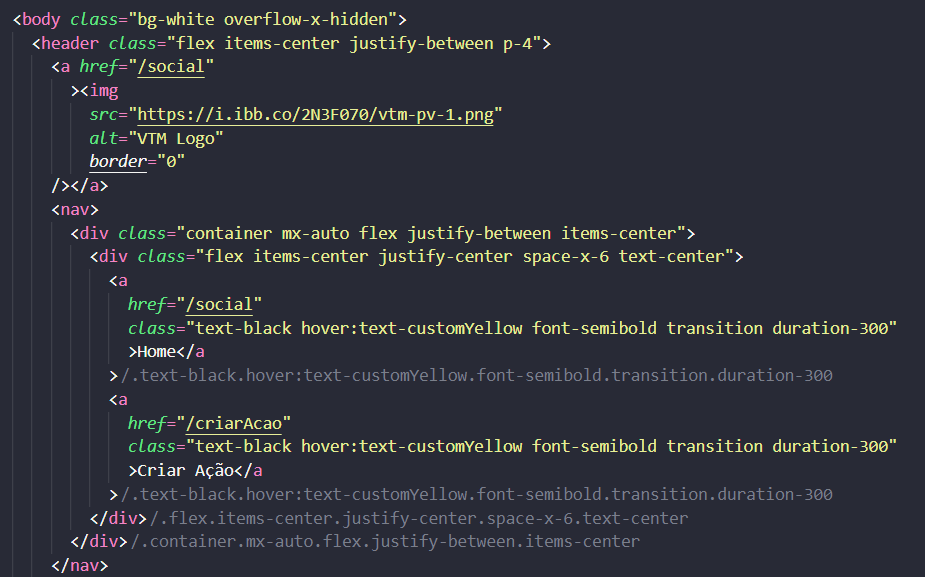 <body class="bg-white overflow-x-hidden">
<header class="flex items-center justify-between p-4">
<a href="/social"
><img
src="https://i.ibb.co/2N3F070/vtm-pv-1.png"
alt="VTM Logo"
border="0"
/></a>
<nav>
<div class="container mx-auto flex justify-between items-center">
<div class="flex items-center justify-center space-x-6 text-center">
<a
href="/social"
class="text-black hover:text-customYellow font-semibold transition duration-300"
>Home</a
>/.text-black.hover:text-customYellow.font-semibold.transition.duration-300
<a
href="/criarAcao"
class="text-black hover:text-customYellow font-semibold transition duration-300"
>Criar Ação</a
>/.text-black.hover:text-customYellow.font-semibold.transition.duration-300
</div>/.flex.items-center.justify-center.space-x-6.text-center
</div>/.container.mx-auto.flex.justify-between.items-center
</nav>